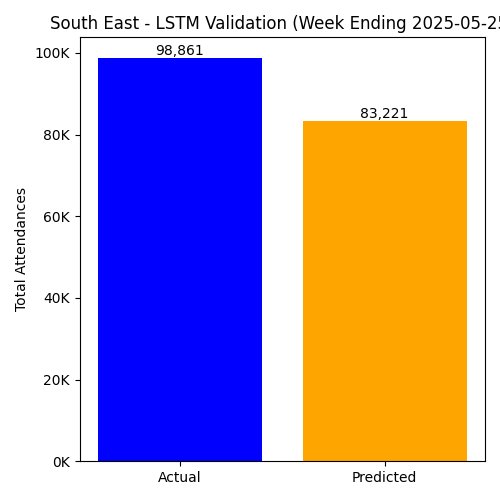 South East - LSTM Validation (Week Ending 2025-05-25
98,861
83,221
100K
80K
60K
40K
20K
0K
Total Attendances
Actual
Predicted